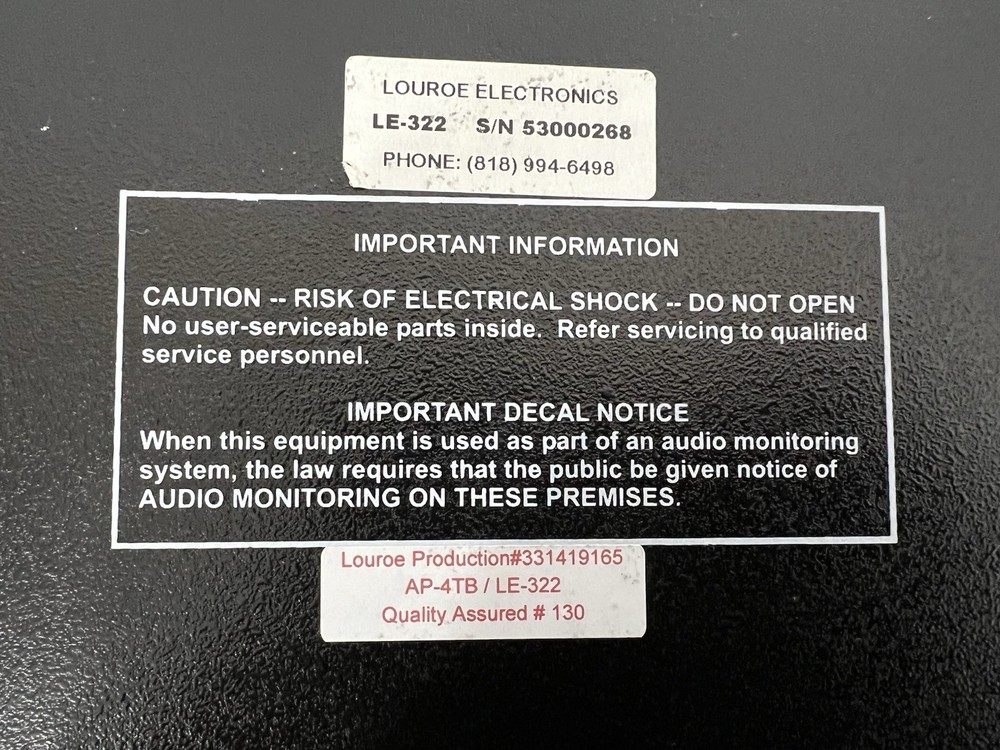 LOUROE ELECTRONICS
LE-322 S/N 53000268
PHONE: (818) 994-6498
IMPORTANT INFORMATION
CAUTION -- RISK OF ELECTRICAL SHOCK -- DO NOT OPEN
No user-serviceable parts inside. Refer servicing to qualified
service personnel.
IMPORTANT DECAL NOTICE
When this equipment is used as part of an audio monitoring
system, the law requires that the public be given notice of
AUDIO MONITORING ON THESE PREMISES.
Louroe Production#331419165
AP-4TB / LE-322
Quality Assured # 130